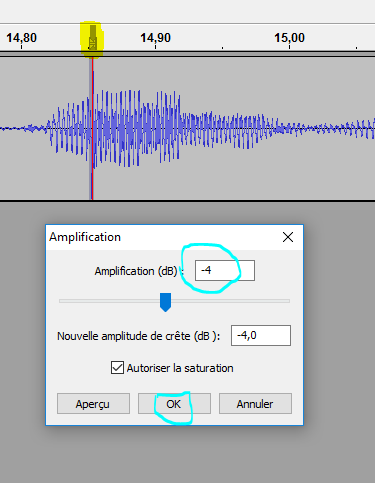 14,80 14,90 15,00
Amplification
Amplification (dB) : -4
Nouvelle amplitude de crête (dB ) : -4,0
Autoriser la saturation
Aperçu OK Annuler